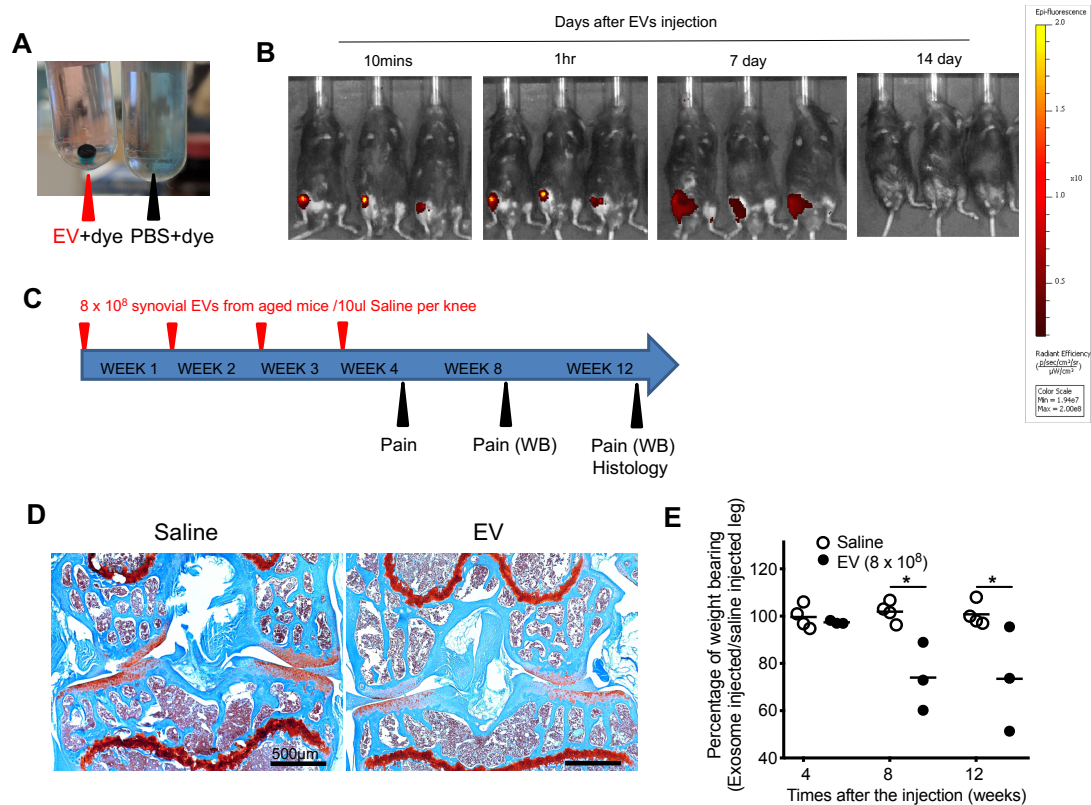 A
EV+dye PBS+dye
B
Days after EVs injection
10mins 1hr 7 day 14 day
Epi-fluorescence
2.0
1.5
x10
1.0
0.5
Radiant Efficiency
(p/sec/cm²/sr
µW/cm²)
Color Scale
Min = 1.94e7
Max = 2.00e8
C
8 x 10⁸ synovial EVs from aged mice /10ul Saline per knee
WEEK 1 WEEK 2 WEEK 3 WEEK 4 WEEK 8 WEEK 12
Pain Pain (WB) Pain (WB)
Histology
D
Saline EV
500µm
E
Saline
EV (8 x 10⁸)
* *
Percentage of weight bearing
(Exosome injected/saline injected leg)
120
100
80
60
40
4 8 12
Times after the injection (weeks)